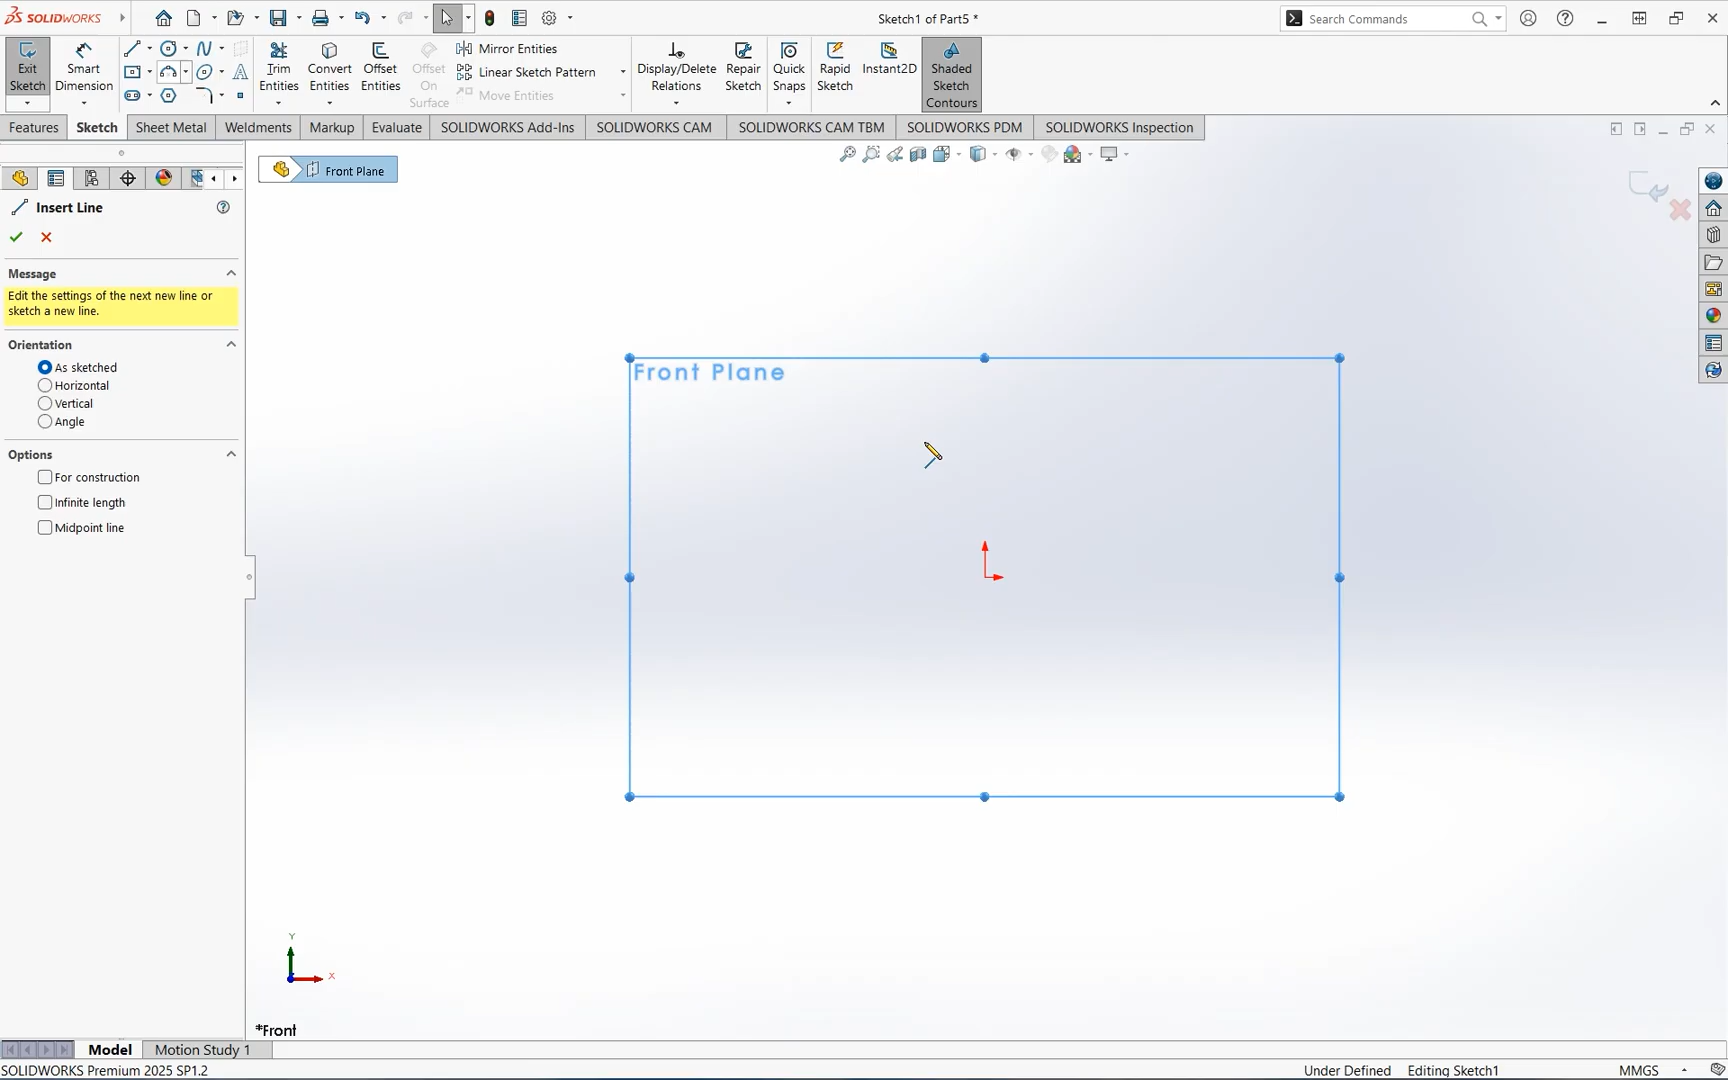 SOLIDWORKS
Sketch1 of Part5 *
Search Commands
Exit Sketch
Smart Dimension
Trim Entities
Convert Entities
Offset Entities
Offset On Surface
Mirror Entities
Linear Sketch Pattern
Move Entities
Display/Delete Relations
Repair Sketch
Quick Snaps
Rapid Sketch
Instant2D
Shaded Sketch Contours
Features
Sketch
Sheet Metal
Weldments
Markup
Evaluate
SOLIDWORKS Add-Ins
SOLIDWORKS CAM
SOLIDWORKS CAM TBM
SOLIDWORKS PDM
SOLIDWORKS Inspection
Front Plane
Insert Line
Message
Edit the settings of the next new line or
sketch a new line.
Orientation
As sketched
Horizontal
Vertical
Angle
Options
For construction
Infinite length
Midpoint line
Front Plane
Y
X
*Front
Model
Motion Study 1
SOLIDWORKS Premium 2025 SP1.2
Under Defined
Editing Sketch1
MMGS